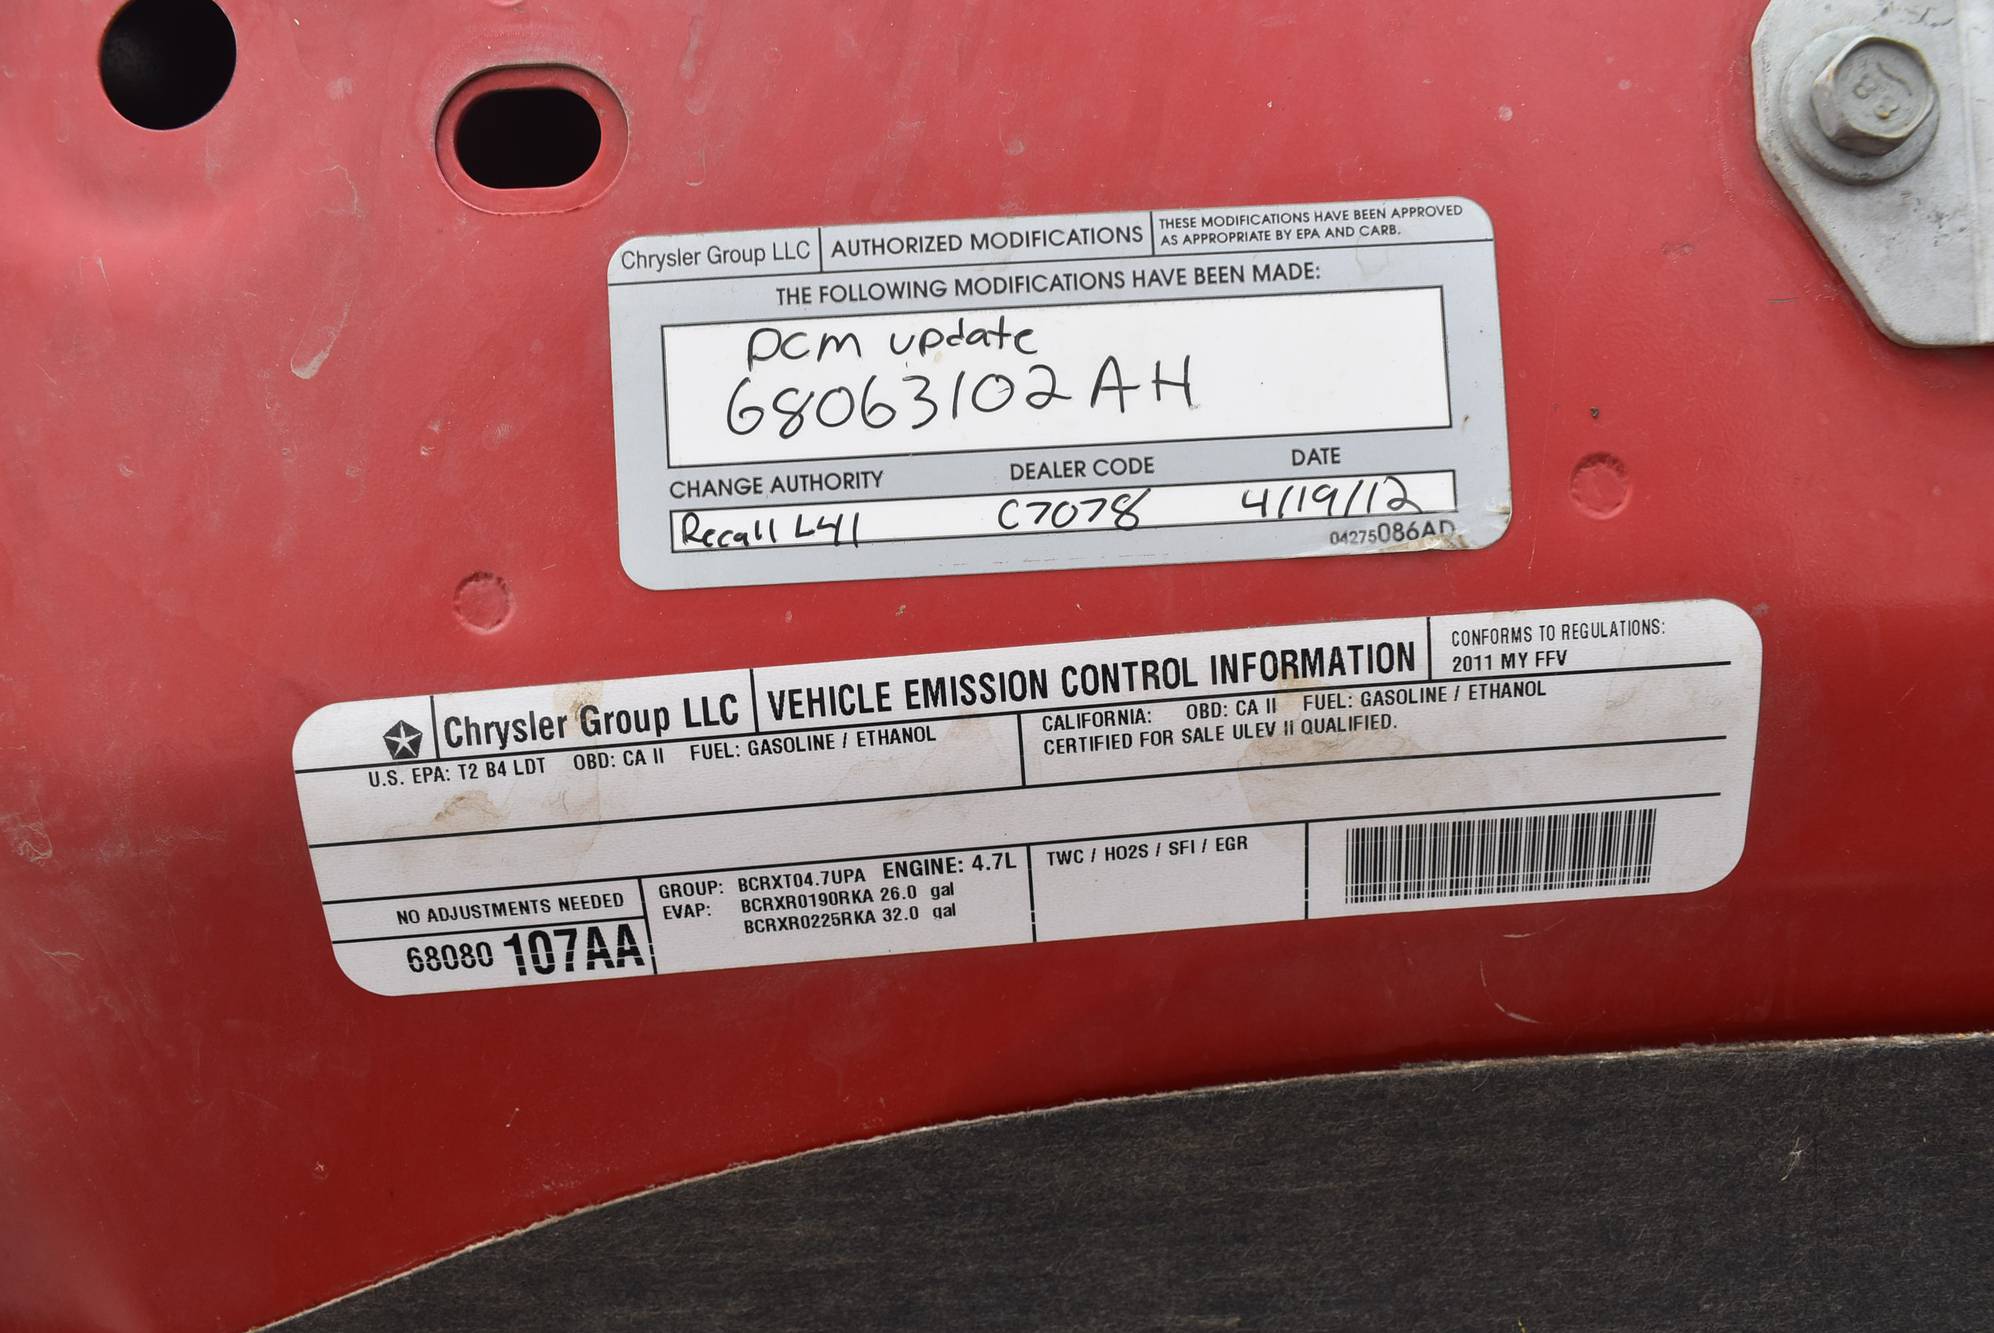 Chrysler Group LLC AUTHORIZED MODIFICATIONS THESE MODIFICATIONS HAVE BEEN APPROVED
AS APPROPRIATE BY EPA AND CARB.
THE FOLLOWING MODIFICATIONS HAVE BEEN MADE:
PCM update
68063102AH
CHANGE AUTHORITY DEALER CODE DATE
Recall L41 C7078 4/19/12
04275086AD
Chrysler Group LLC VEHICLE EMISSION CONTROL INFORMATION CONFORMS TO REGULATIONS:
2011 MY FFV
U.S. EPA: T2 B4 LDT OBD: CA II FUEL: GASOLINE / ETHANOL
CALIFORNIA: OBD: CA II FUEL: GASOLINE / ETHANOL
CERTIFIED FOR SALE ULEV II QUALIFIED.
NO ADJUSTMENTS NEEDED
68080 107AA
GROUP: BCRXT04.7UPA ENGINE: 4.7L
EVAP: BCRXR0190RKA 26.0 gal
BCRXR0225RKA 32.0 gal
TWC / HO2S / SFI / EGR